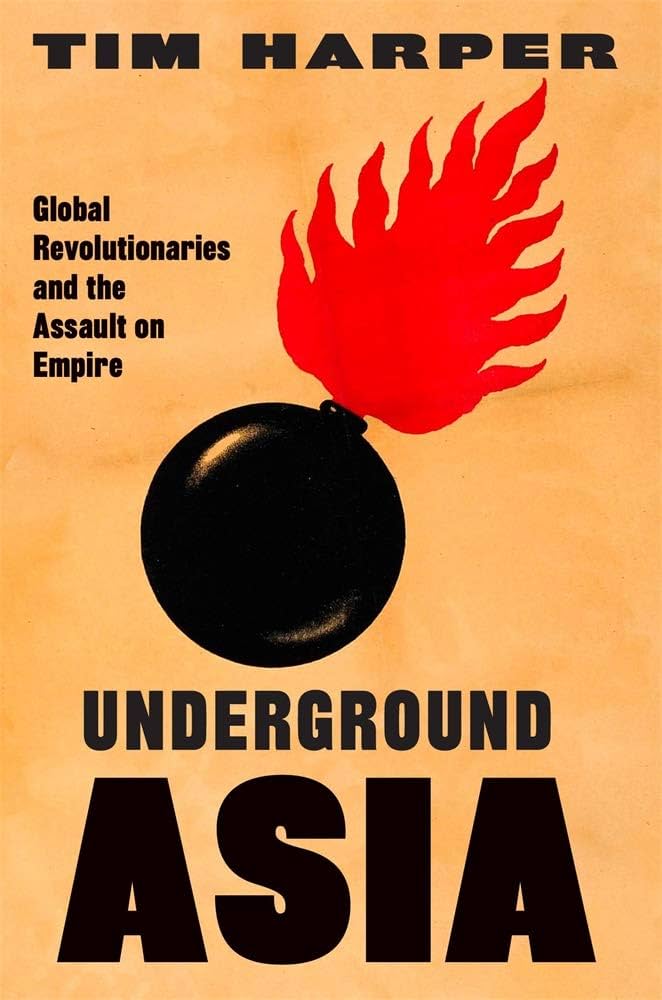 TIM HARPER
Global
Revolutionaries
and the
Assault on
Empire
UNDERGROUND
ASIA